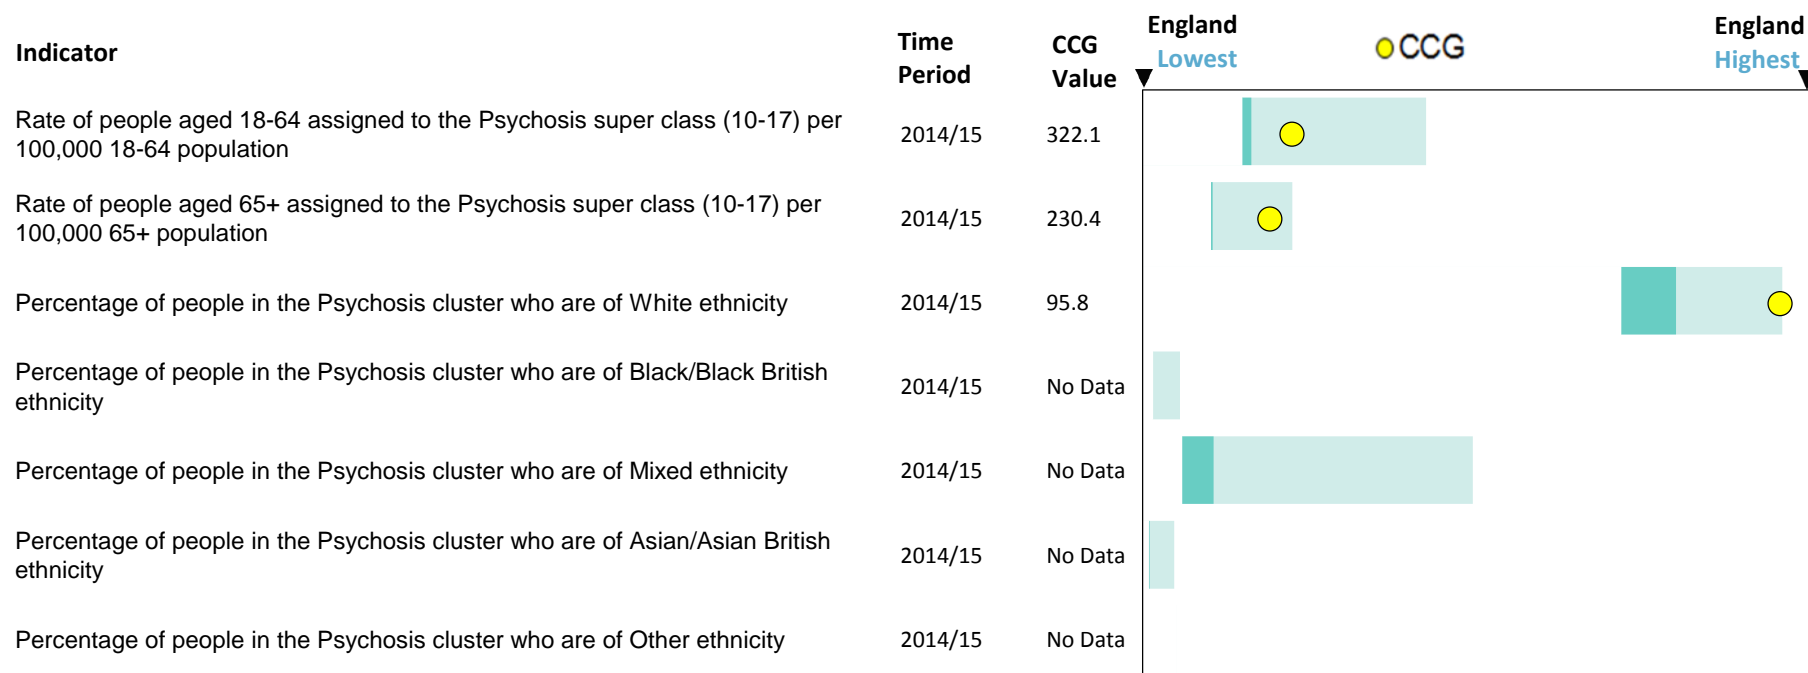 Indicator
Time
Period
CCG
Value
England
Lowest
CCG
England
Highest
Rate of people aged 18-64 assigned to the Psychosis super class (10-17) per
100,000 18-64 population
2014/15
322.1
Rate of people aged 65+ assigned to the Psychosis super class (10-17) per
100,000 65+ population
2014/15
230.4
Percentage of people in the Psychosis cluster who are of White ethnicity
2014/15
95.8
Percentage of people in the Psychosis cluster who are of Black/Black British
ethnicity
2014/15
No Data
Percentage of people in the Psychosis cluster who are of Mixed ethnicity
2014/15
No Data
Percentage of people in the Psychosis cluster who are of Asian/Asian British
ethnicity
2014/15
No Data
Percentage of people in the Psychosis cluster who are of Other ethnicity
2014/15
No Data